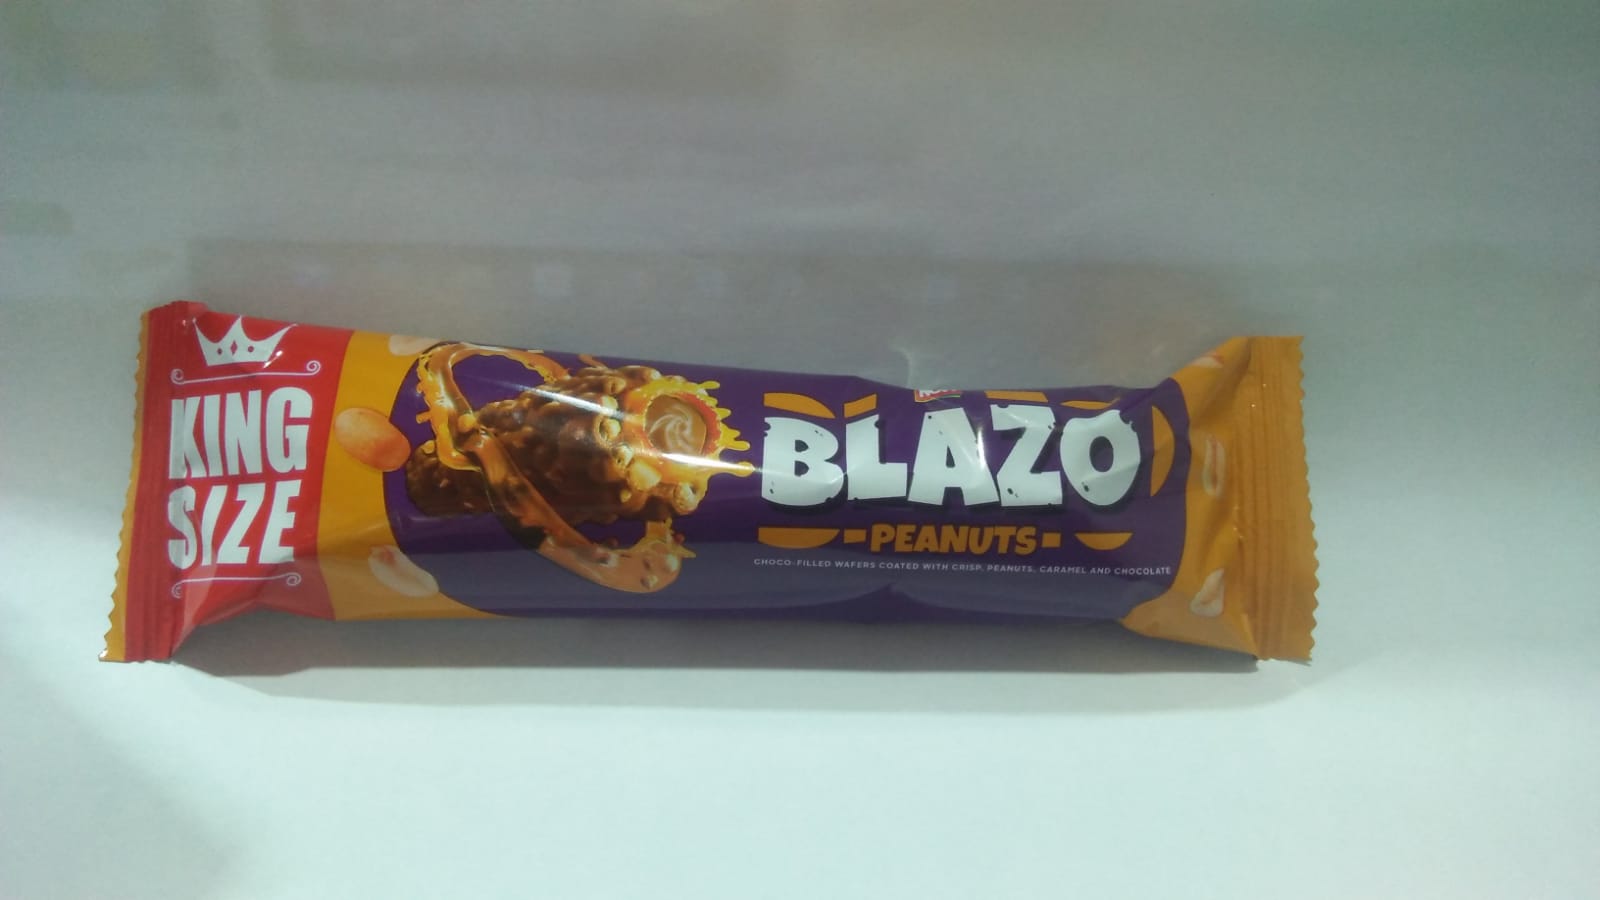 KING
SIZE
BLAZO
PEANUTS
CHOCO-FILLED WAFERS COATED WITH CRISP, PEANUTS, CARAMEL AND CHOCOLATE